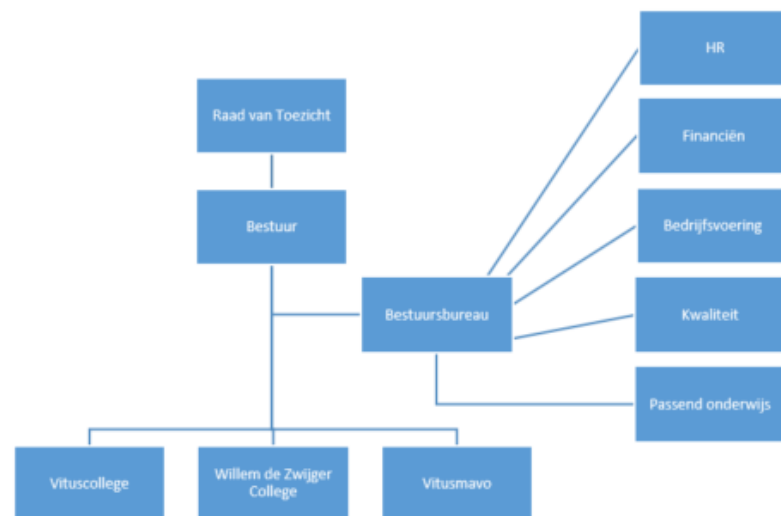 HR
Raad van Toezicht
Financiën
Bestuur
Bedrijfsvoering
Bestuursbureau
Kwaliteit
Passend onderwijs
Vituscollege
Willem de Zwijger
College
Vitusmavo